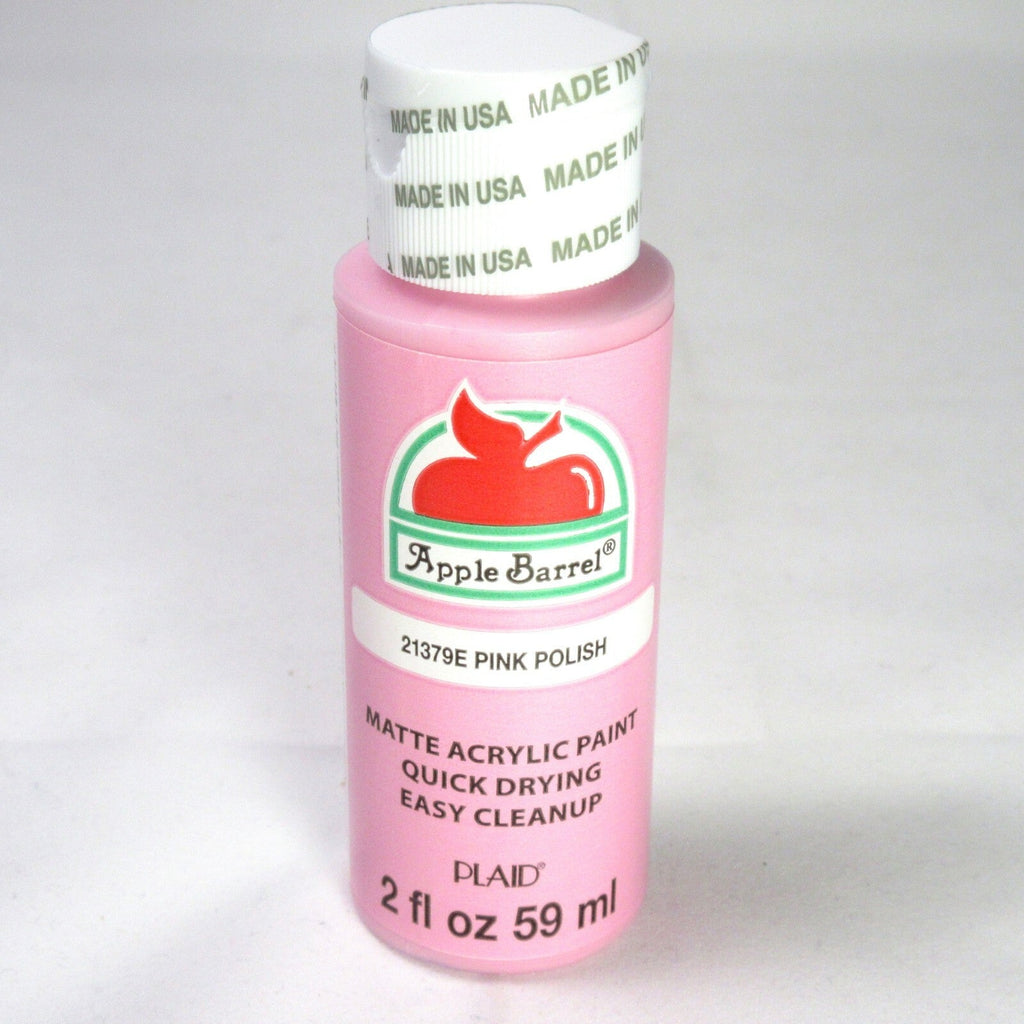 MADE IN USA MADE IN
MADE IN USA MADE IN
MADE IN USA MADE IN
Apple Barrel®
21379E PINK POLISH
MATTE ACRYLIC PAINT
QUICK DRYING
EASY CLEANUP
PLAID®
2 fl oz 59 ml